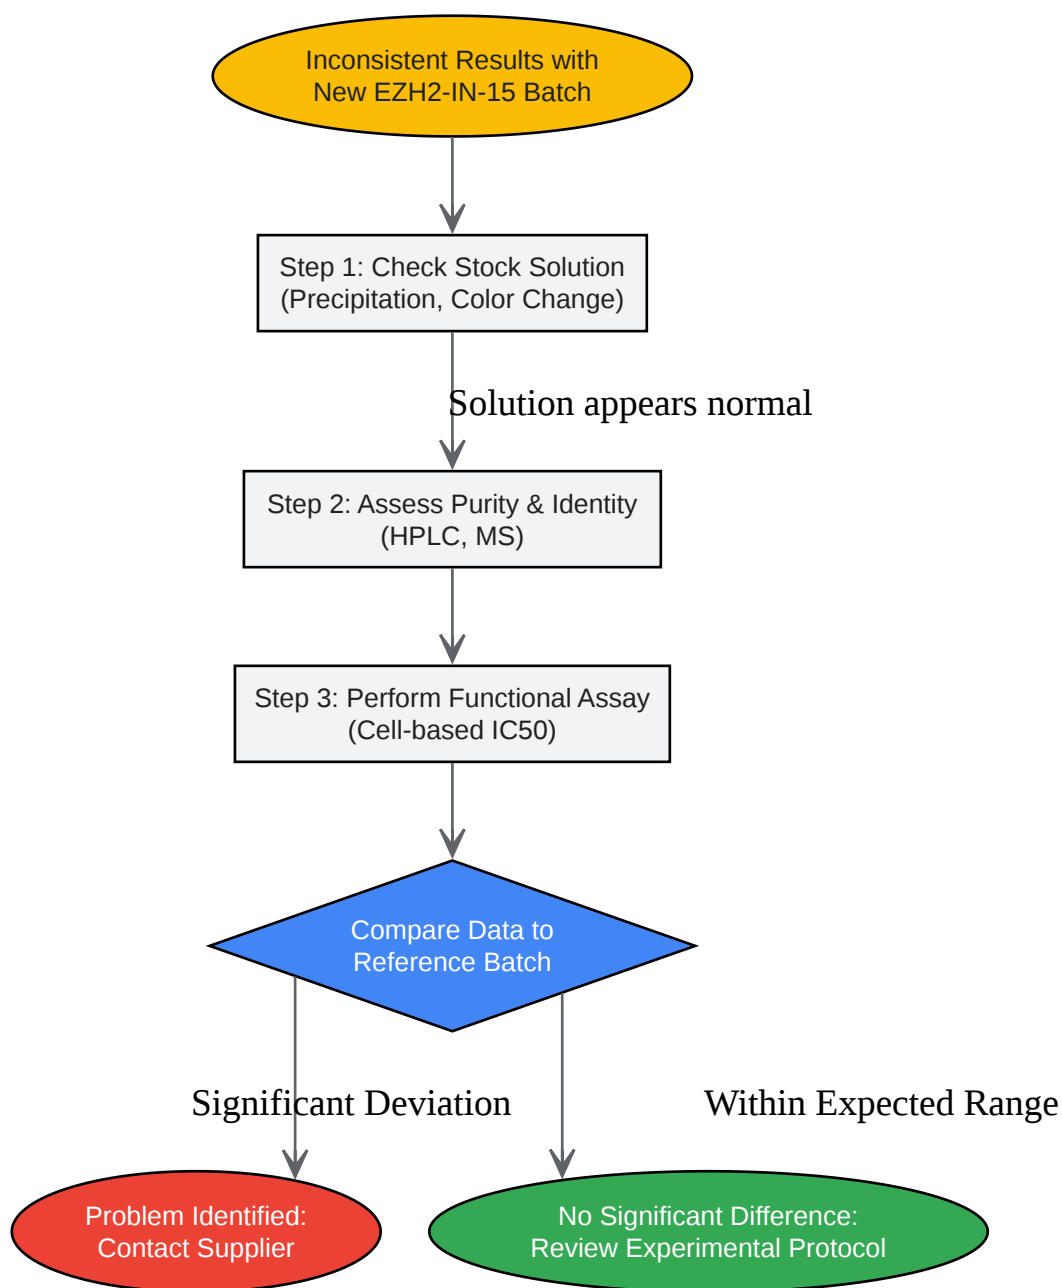 Inconsistent Results with
New EZH2-IN-15 Batch
Step 1: Check Stock Solution
(Precipitation, Color Change)
Solution appears normal
Step 2: Assess Purity & Identity
(HPLC, MS)
Step 3: Perform Functional Assay
(Cell-based IC50)
Compare Data to
Reference Batch
Significant Deviation
Within Expected Range
Problem Identified:
Contact Supplier
No Significant Difference:
Review Experimental Protocol